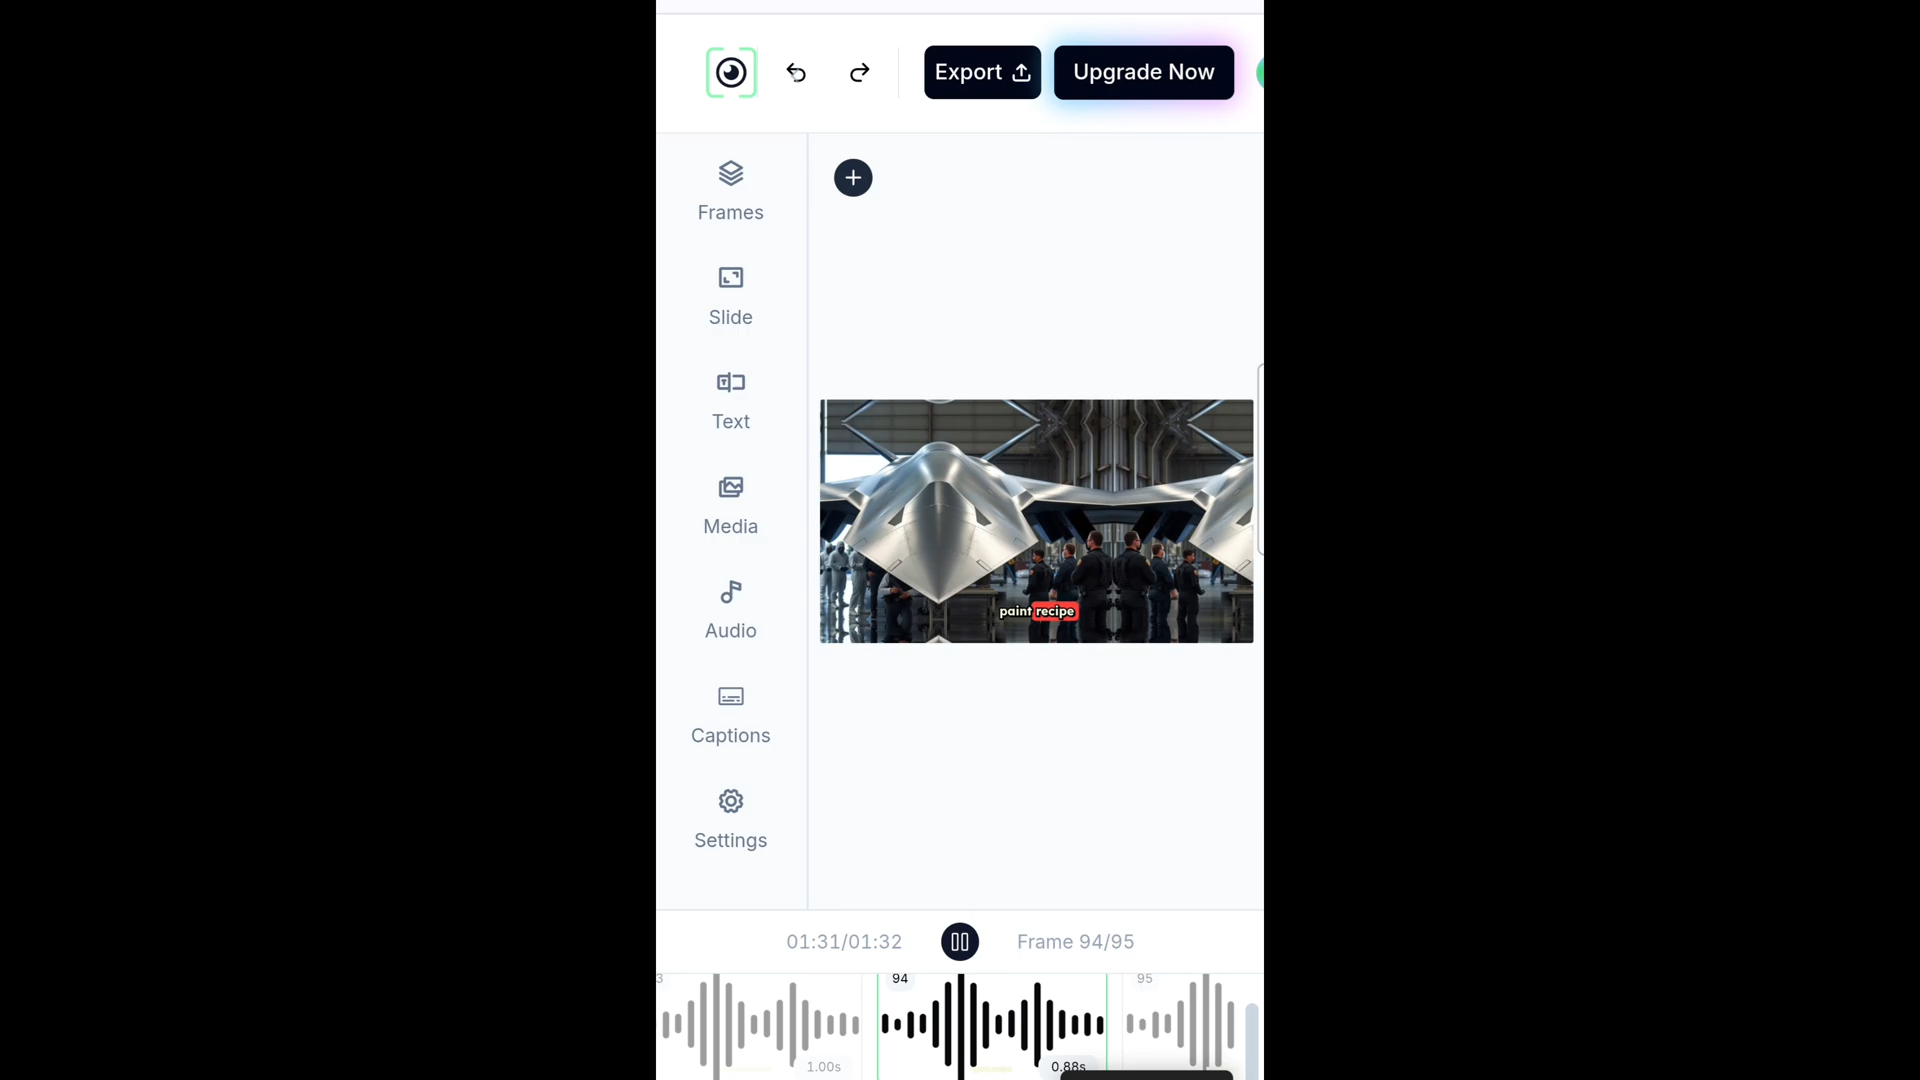 Export
Upgrade Now
Frames
Slide
Text
Media
Audio
Captions
Settings
paint recipe
01:31/01:32
Frame 94/95
3
94
95
1.00s
0.88s